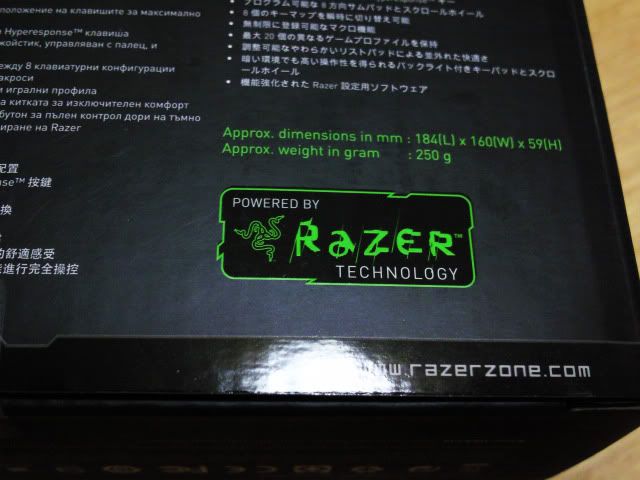 положение на клавишите за максимално
Hyperesponse™ клавиша
жойстик, управляван с палец, и
ежду 8 клавиатурни конфигурации
акроси
и игрални профила
а китката за изключителен комфорт
бутон за пълен контрол дори на тъмно
иране на Razer
プログラム可能な 8 方向サムパッドとスクロールホイール
• 8 個のキーマップを瞬時に切り替え可能
• 無制限に登録可能なマクロ機能
• 最大 20 個の異なるゲームプロファイルを保持
• 調整可能なやわらかいリストパッドによる並外れた快適さ
• 暗い環境でも高い操作性を得られるバックライト付きキーパッドとスクロ
ールホイール
• 機能強化された Razer 設定用ソフトウェア
Approx. dimensions in mm : 184(L) x 160(W) x 59(H)
Approx. weight in gram : 250 g
配置
nse™ 按鍵
換
的舒適感受
能進行完全操控
POWERED BY
RAZER™
TECHNOLOGY
www.razerzone.com